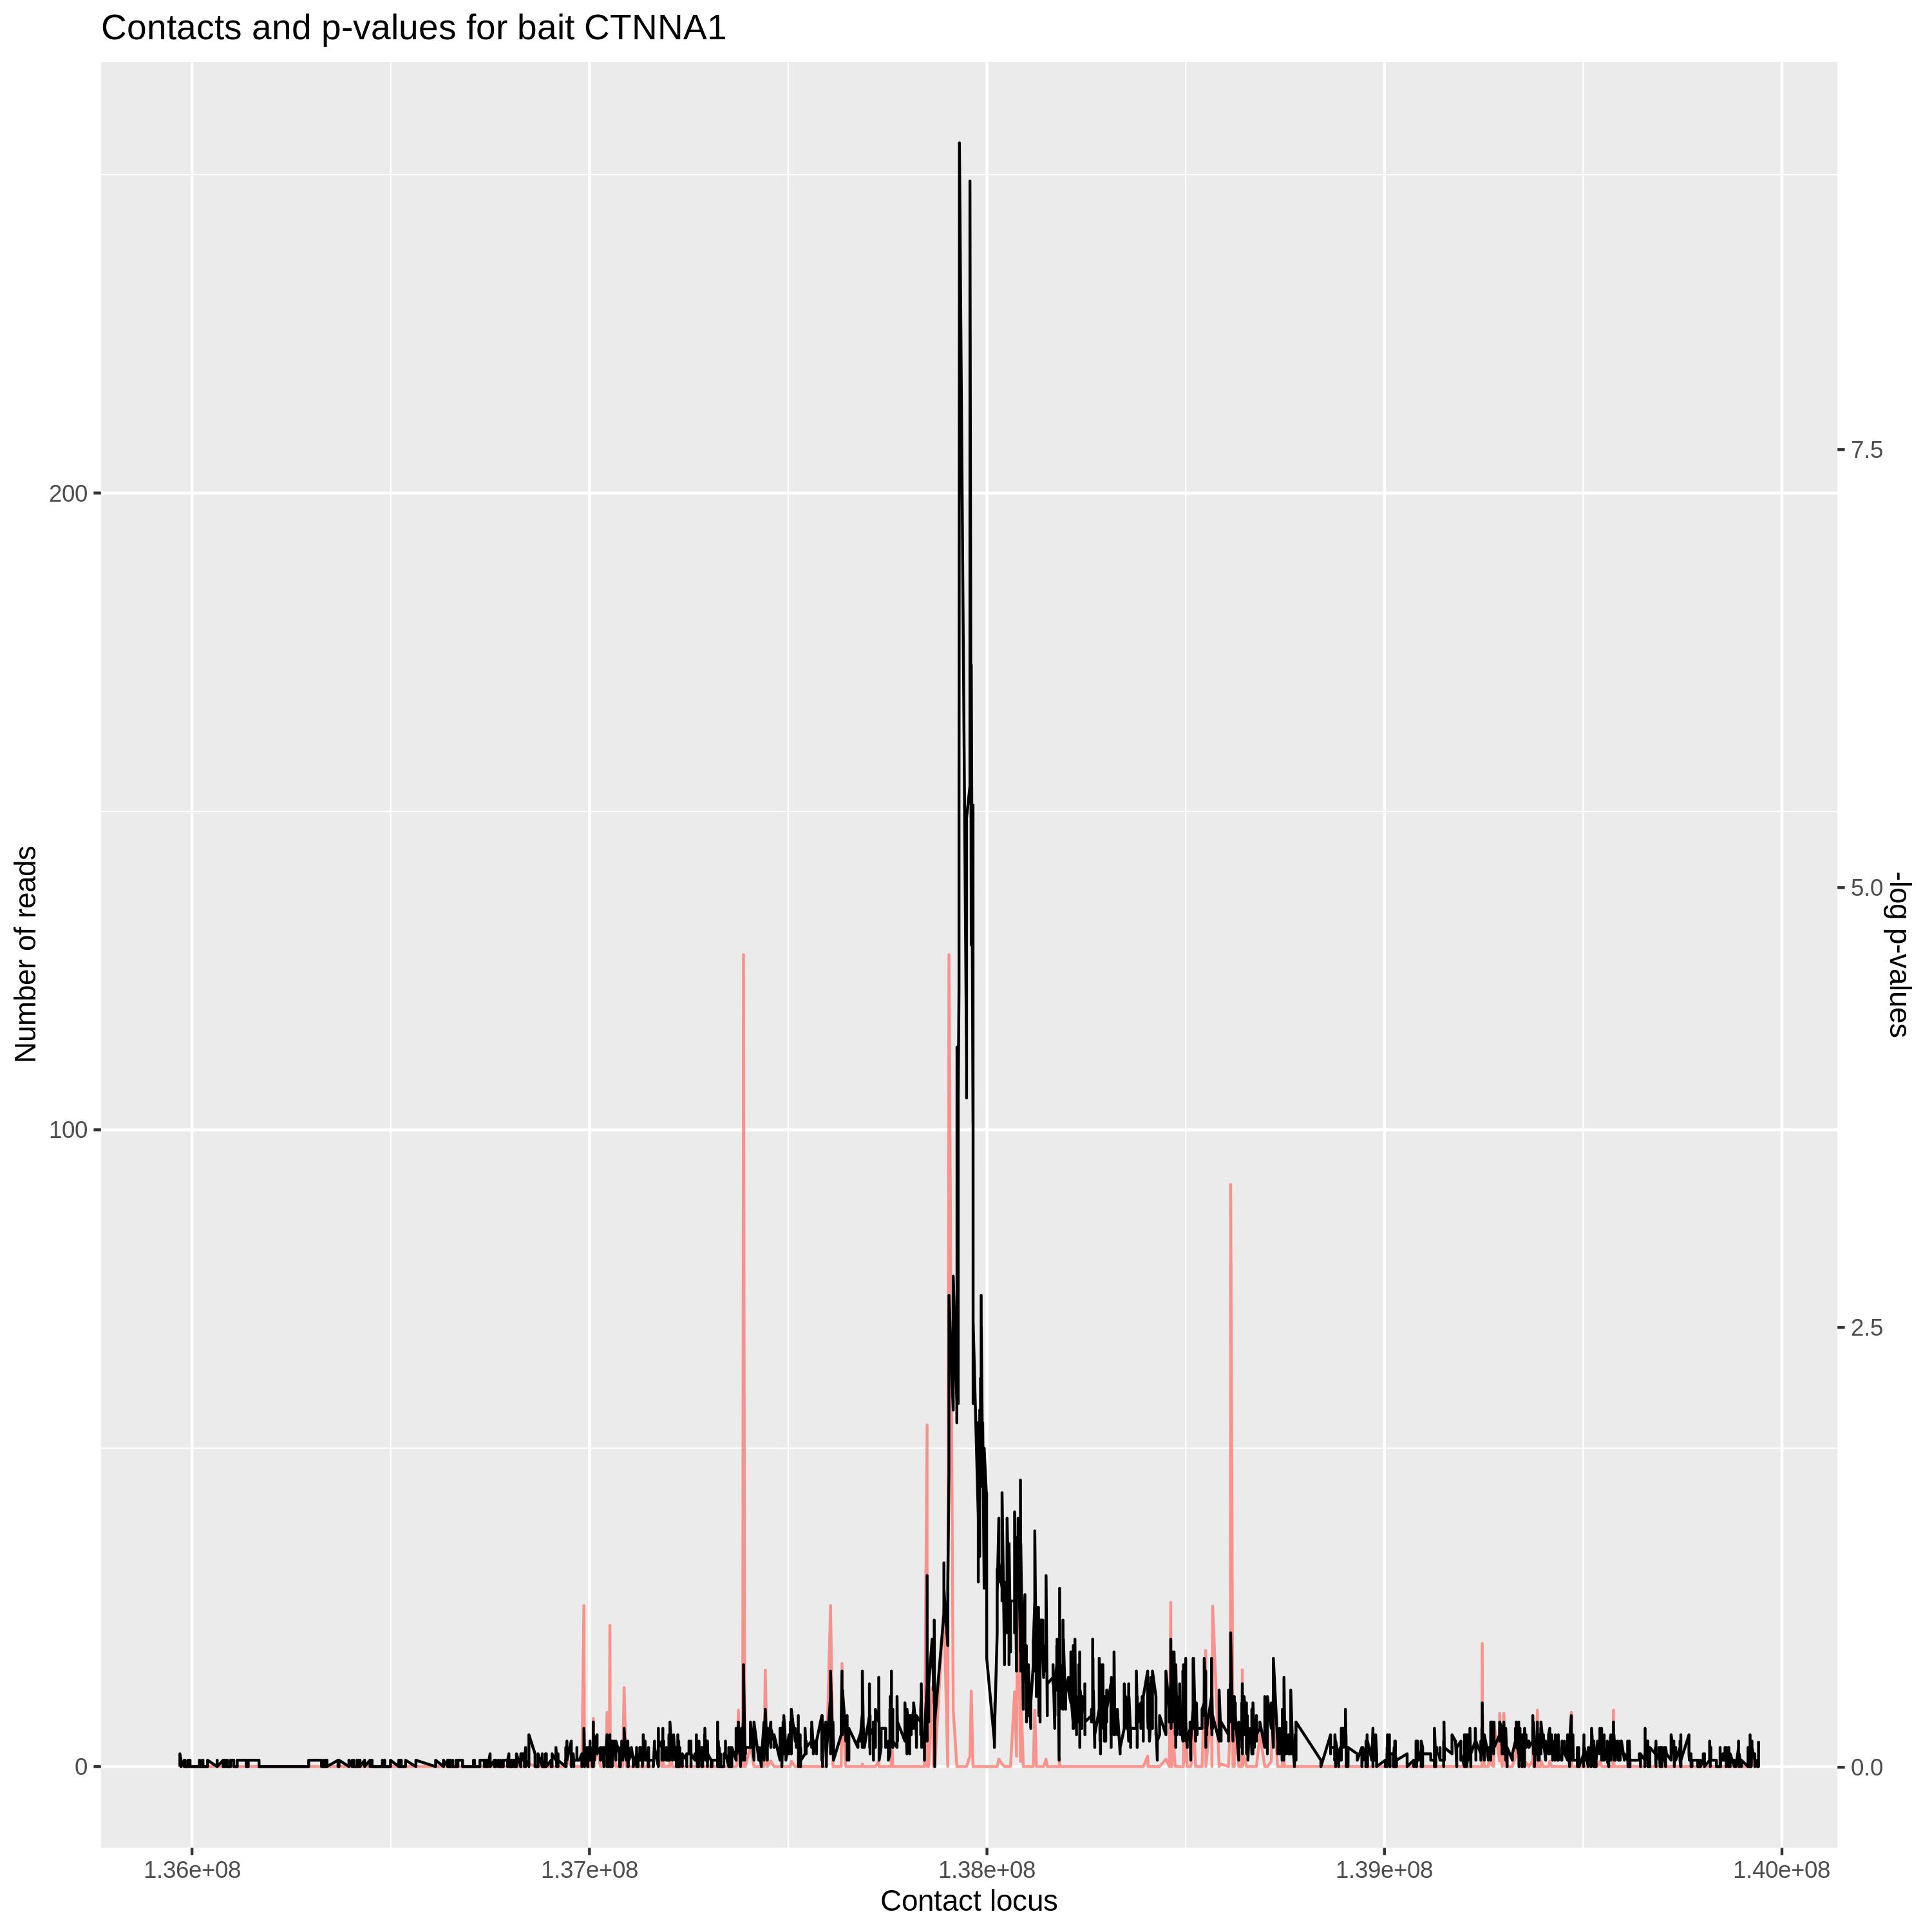 Contacts and p-values for bait CTNNA1
Number of reads
200
100
0
7.5
5.0
2.5
0.0
-log p-values
1.36e+08
1.37e+08
1.38e+08
1.39e+08
1.40e+08
Contact locus